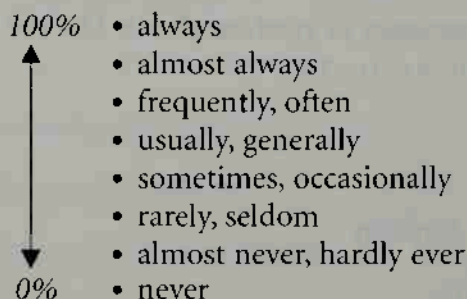 100% • always
• almost always
• frequently, often
• usually, generally
• sometimes, occasionally
• rarely, seldom
• almost never, hardly ever
0% • never